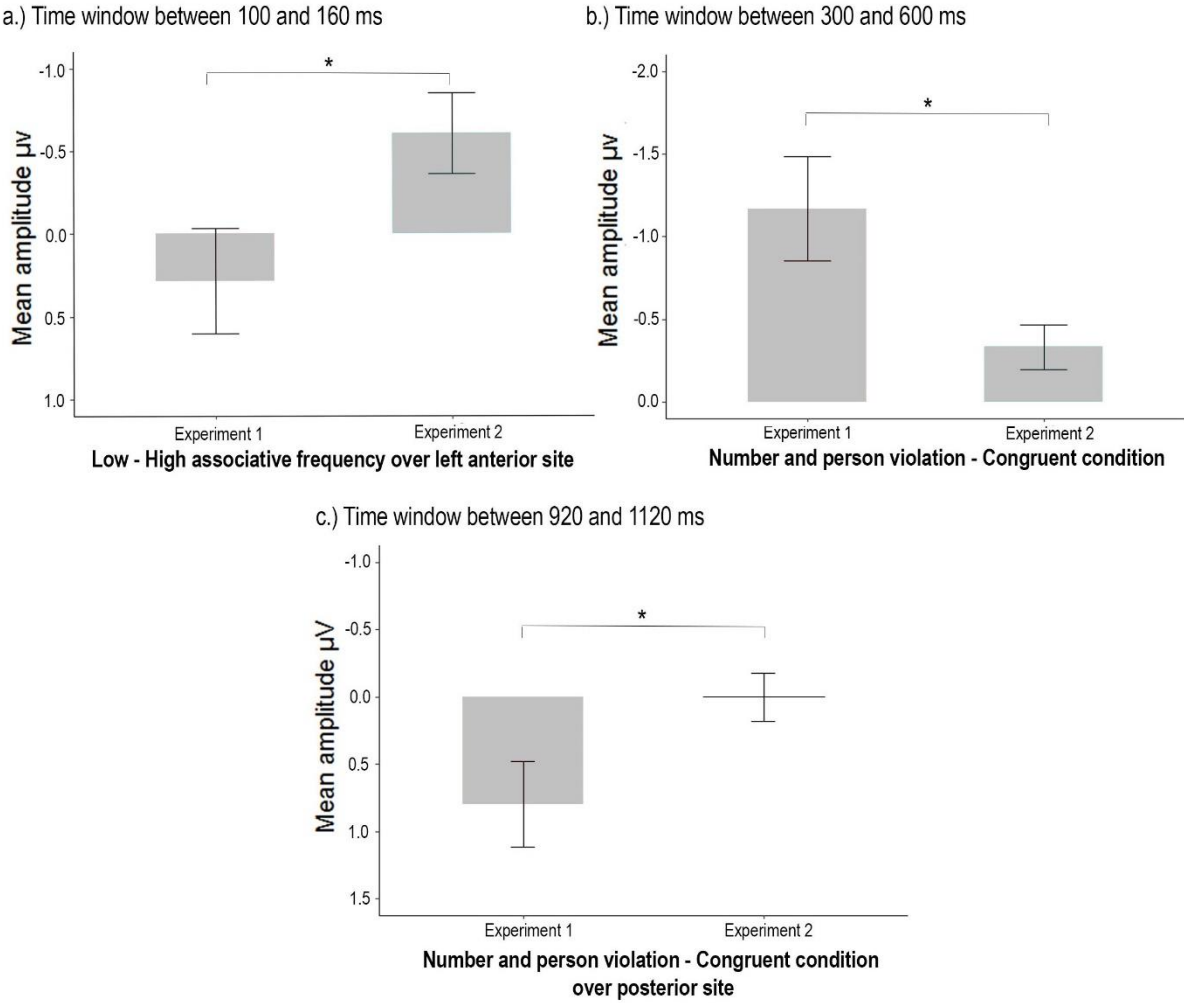 a.) Time window between 100 and 160 ms
Mean amplitude µv
-1.0
-0.5
0.0
0.5
1.0
*
Experiment 1
Experiment 2
Low - High associative frequency over left anterior site
b.) Time window between 300 and 600 ms
Mean amplitude µv
-2.0
-1.5
-1.0
-0.5
0.0
*
Experiment 1
Experiment 2
Number and person violation - Congruent condition
c.) Time window between 920 and 1120 ms
Mean amplitude µV
-1.0
-0.5
0.0
0.5
1.0
1.5
*
Experiment 1
Experiment 2
Number and person violation - Congruent condition
over posterior site